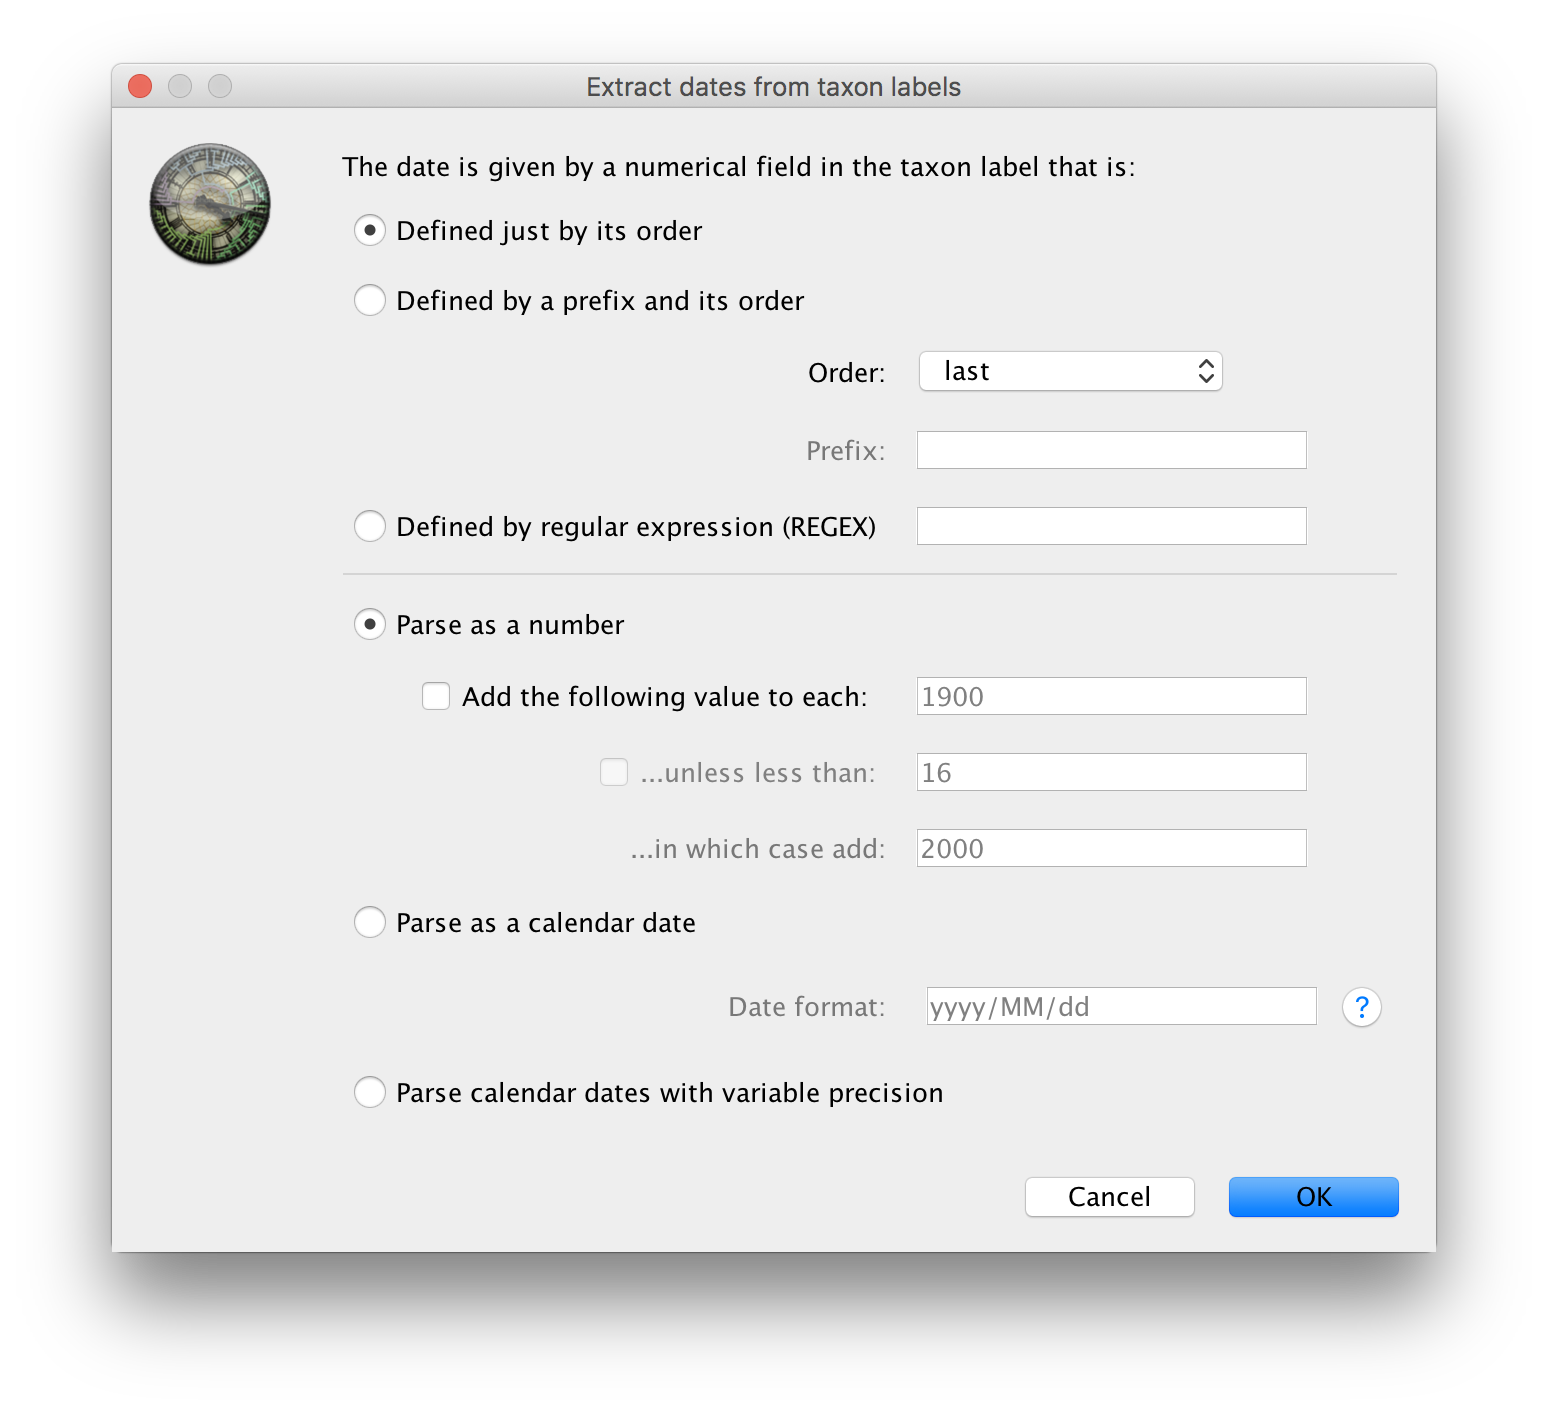 Extract dates from taxon labels
The date is given by a numerical field in the taxon label that is:
Defined just by its order
Defined by a prefix and its order
Order: last
Prefix:
Defined by regular expression (REGEX)
Parse as a number
Add the following value to each: 1900
...unless less than: 16
...in which case add: 2000
Parse as a calendar date
Date format: yyyy/MM/dd ?
Parse calendar dates with variable precision
Cancel OK